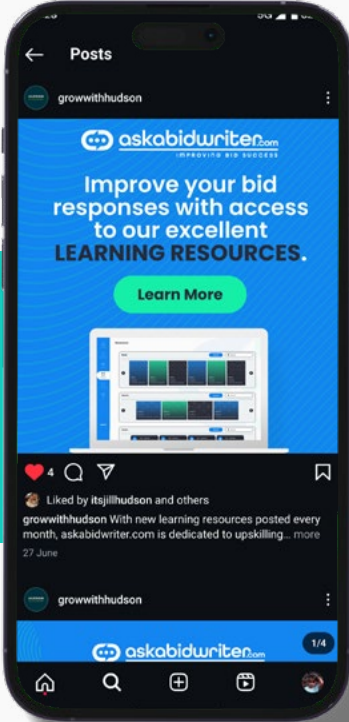 5G
Posts
growwithhudson
askabidwriter.com
IMPROVING BID SUCCESS
Improve your bid
responses with access
to our excellent
LEARNING RESOURCES.
Learn More
4
Liked by itsjillhudson and others
growwithhudson With new learning resources posted every
month, askabidwriter.com is dedicated to upskilling... more
27 June
growwithhudson
1/4
askabidwriter.com